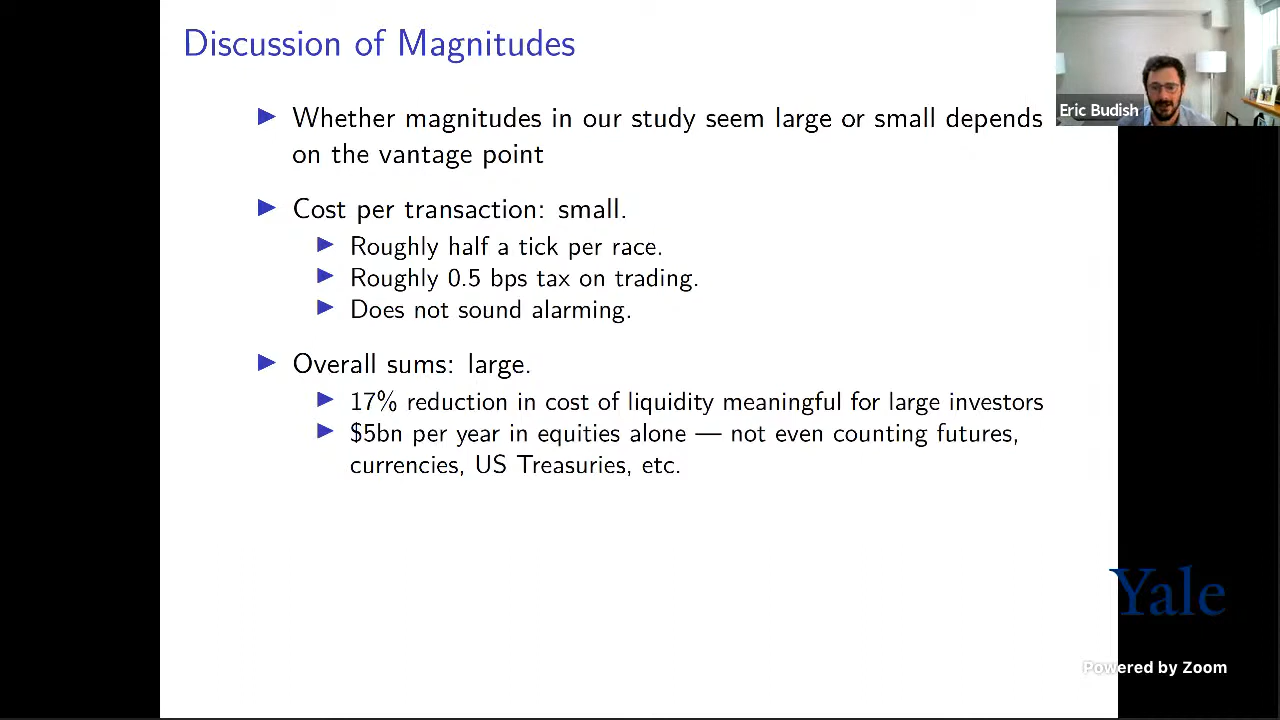 Discussion of Magnitudes
Eric Budish
Whether magnitudes in our study seem large or small depends
on the vantage point
Cost per transaction: small.
Roughly half a tick per race.
Roughly 0.5 bps tax on trading.
Does not sound alarming.
Overall sums: large.
17% reduction in cost of liquidity meaningful for large investors
$5bn per year in equities alone — not even counting futures,
currencies, US Treasuries, etc.
Yale
Powered by Zoom